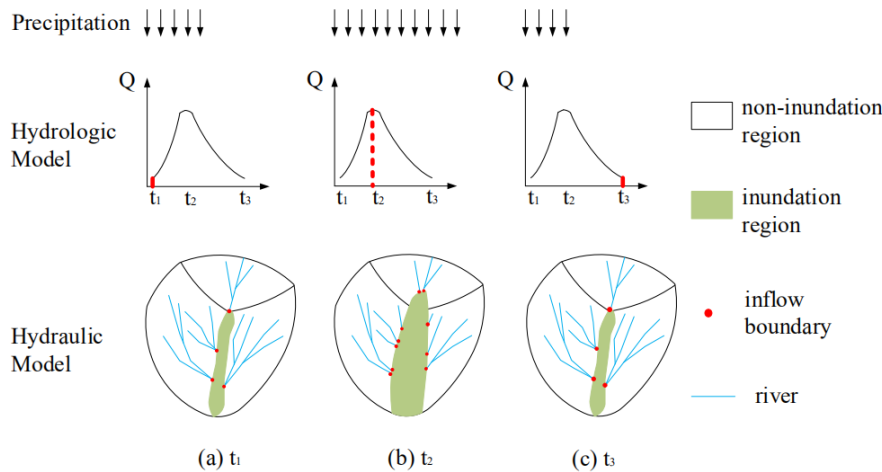 Precipitation
Q
Q
Q
Hydrologic
Model
t₁
t₂
t₃
t₁
t₂
t₃
t₁
t₂
t₃
non-inundation
region
inundation
region
Hydraulic
Model
inflow
boundary
river
(a) t₁
(b) t₂
(c) t₃